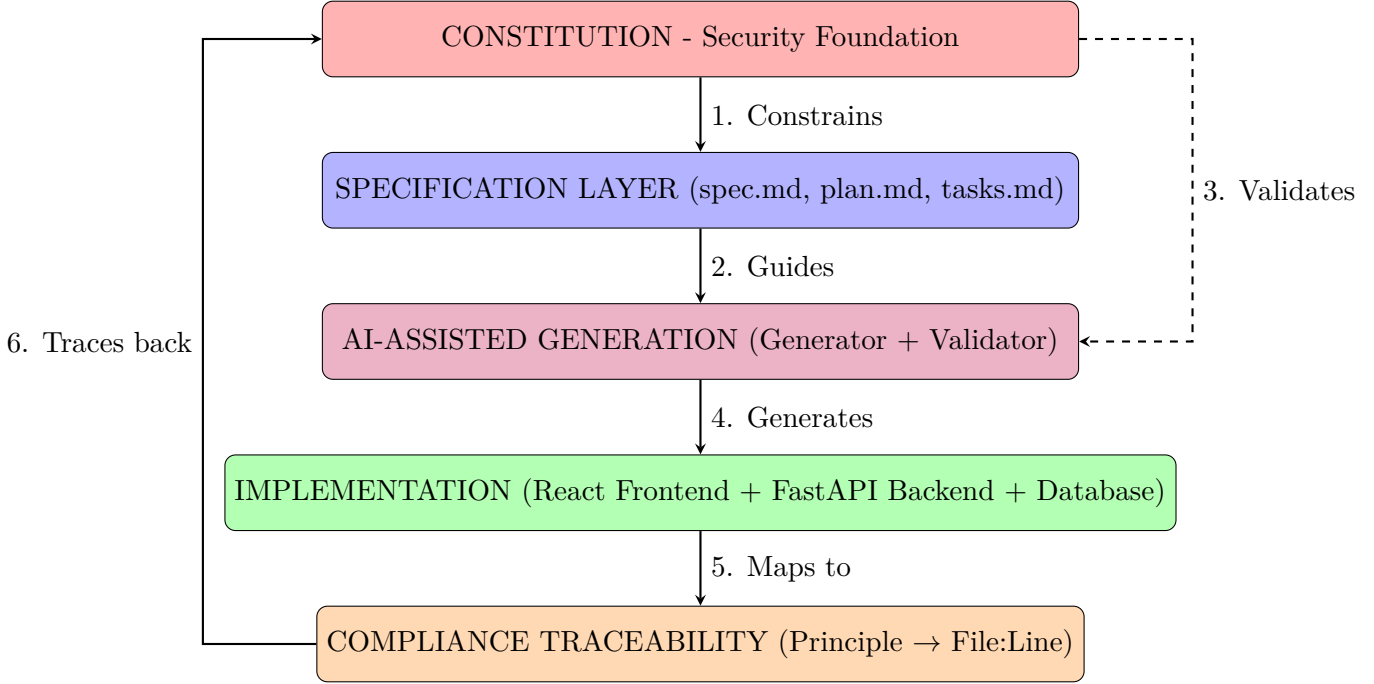 CONSTITUTION - Security Foundation
1. Constrains
SPECIFICATION LAYER (spec.md, plan.md, tasks.md)
3. Validates
2. Guides
AI-ASSISTED GENERATION (Generator + Validator)
6. Traces back
4. Generates
IMPLEMENTATION (React Frontend + FastAPI Backend + Database)
5. Maps to
COMPLIANCE TRACEABILITY (Principle → File:Line)